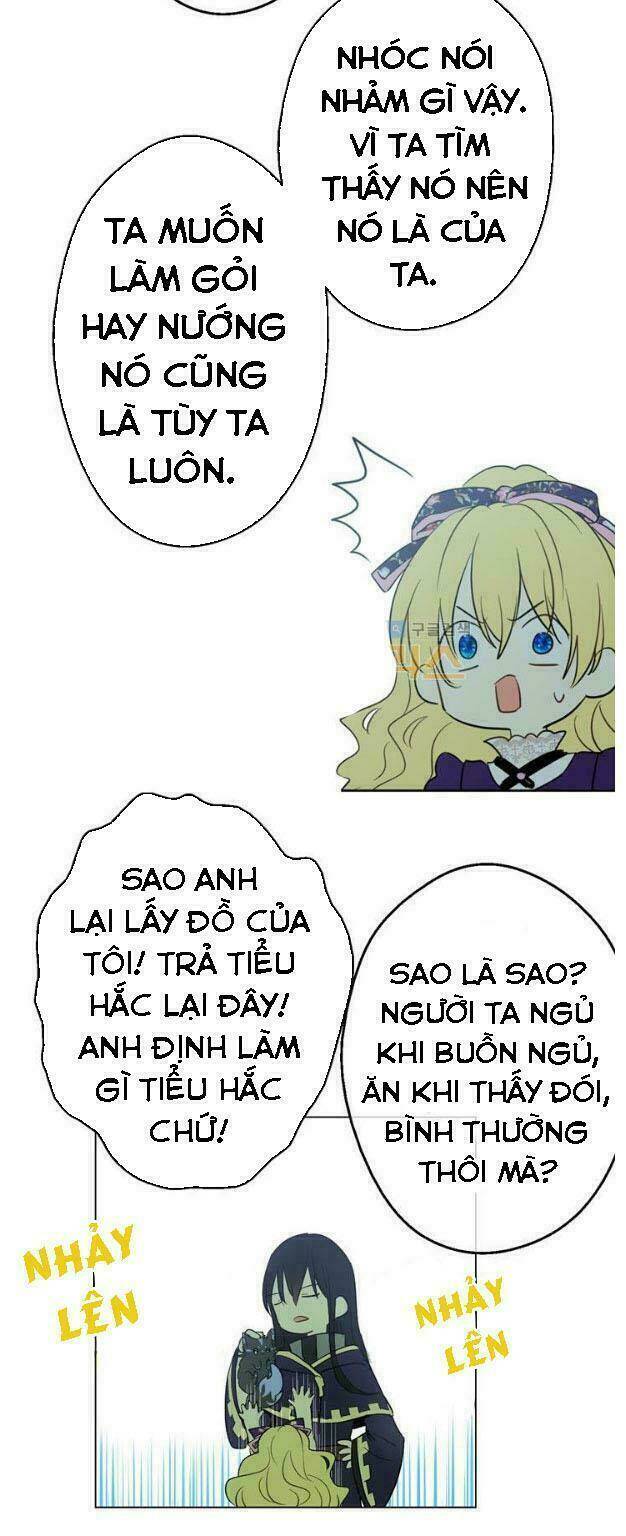 NHÓC NÓI
NHẢM GÌ VẬY.
VÌ TA TÌM
THẤY NÓ NÊN
NÓ LÀ CỦA
TA.
TA MUỐN
LÀM GỎI
HAY NƯỚNG
NÓ CŨNG
LÀ TÙY TA
LUÔN.
SAO ANH
LẠI LẤY ĐỒ CỦA
TÔI! TRẢ TIỂU
HẮC LẠI ĐÂY!
ANH ĐỊNH LÀM
GÌ TIỂU HẮC
CHỨ!
SAO LÀ SAO?
NGƯỜI TA NGỦ
KHI BUỒN NGỦ,
ĂN KHI THẤY ĐÓI,
BÌNH THƯỜNG
THÔI MÀ?
NHẢY
LÊN
NHẢY
LÊN